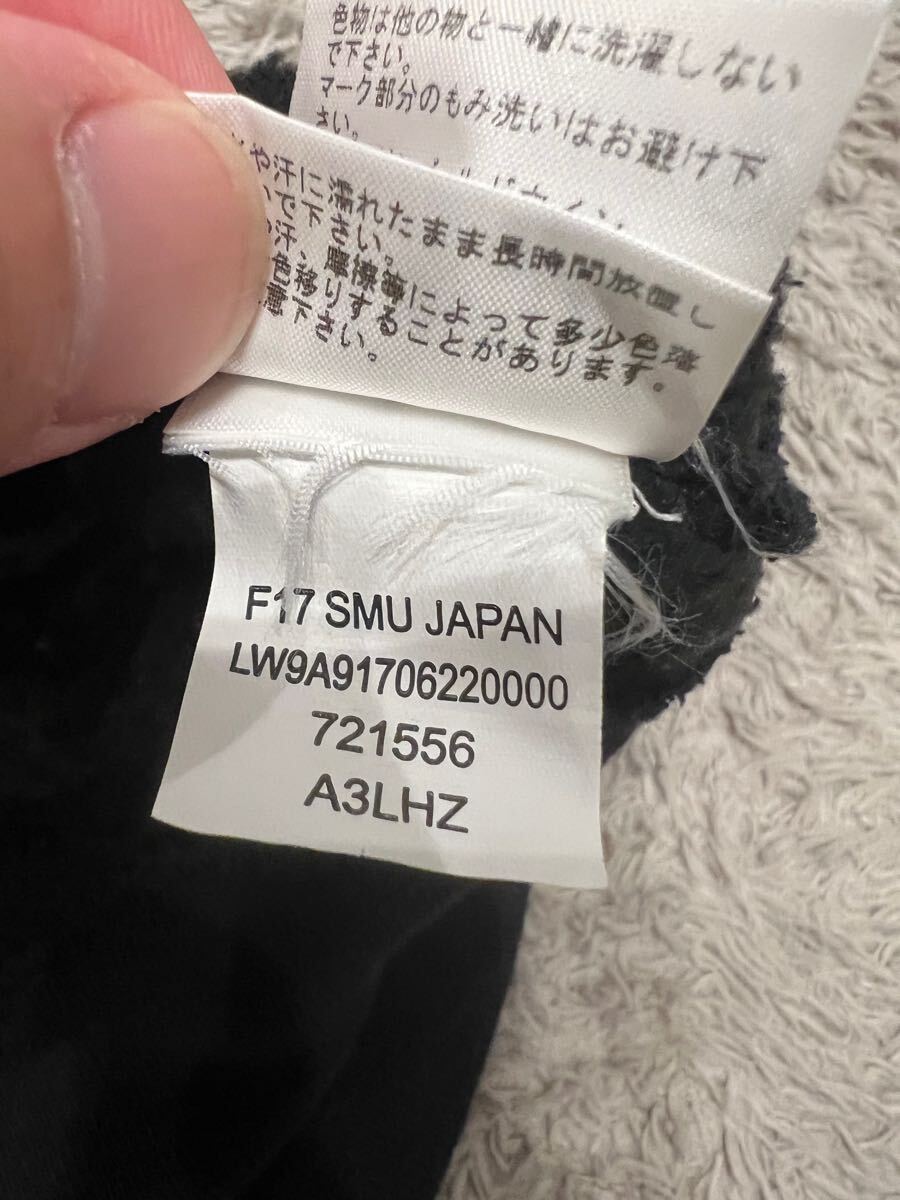 色物は他の物と一緒に洗濯しない
で下さい。
マーク部分のもみ洗いはお避け下
さい。
や汗に濡れたまま長時間放置し
いで下さい。
汗、摩擦等によって多少色落
色移りすることがあります。
意下さい。
F17 SMU JAPAN
LW9A91706220000
721556
A3LHZ